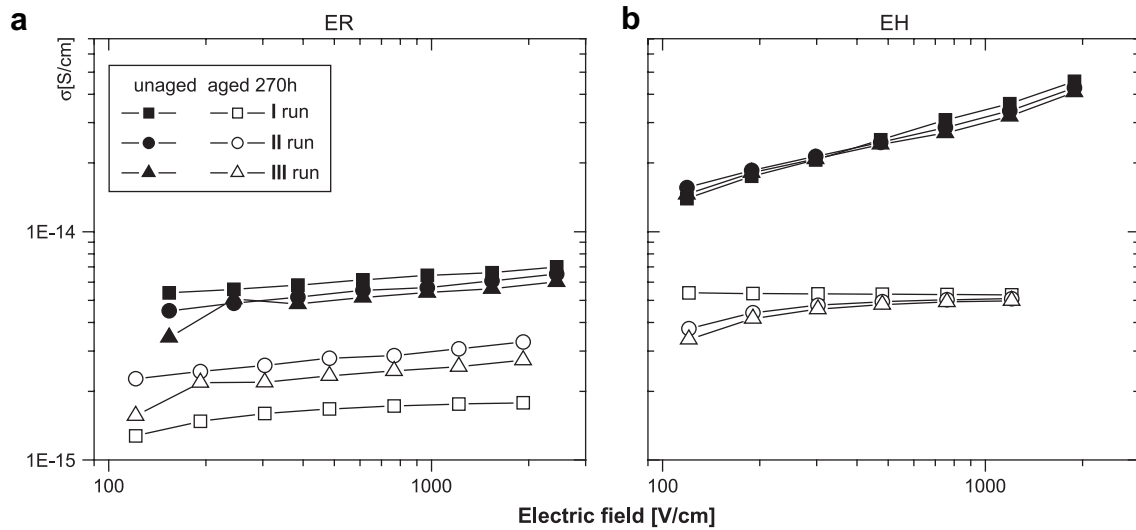 a
ER
b
EH
σ[S/cm]
unaged aged 270h
I run
II run
III run
1E-14
1E-15
100
1000
100
1000
Electric field [V/cm]